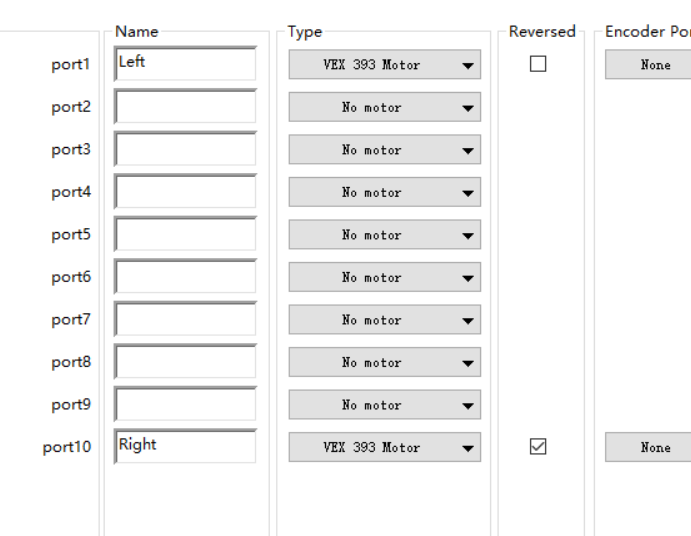 Name Type Reversed Encoder Por
port1 Left VEX 393 Motor None
port2 No motor
port3 No motor
port4 No motor
port5 No motor
port6 No motor
port7 No motor
port8 No motor
port9 No motor
port10 Right VEX 393 Motor None